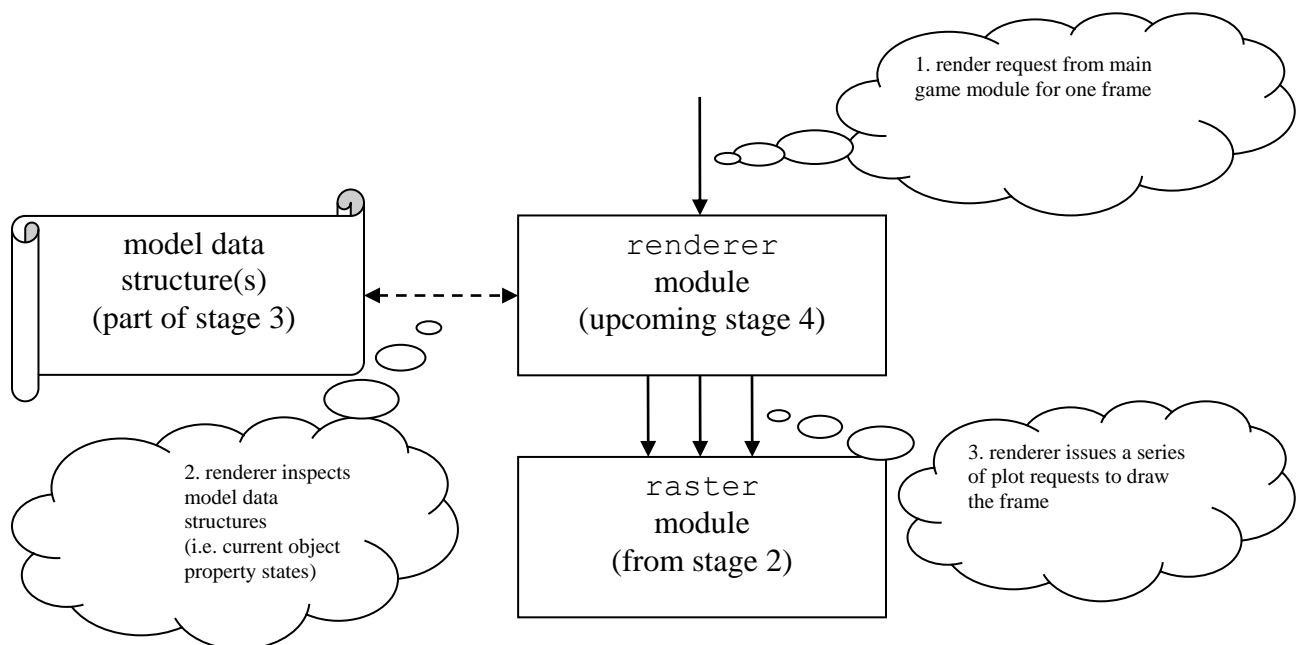 1. render request from main
game module for one frame
model data
structure(s)
(part of stage 3)
renderer
module
(upcoming stage 4)
2. renderer inspects
model data
structures
(i.e. current object
property states)
raster
module
(from stage 2)
3. renderer issues a series
of plot requests to draw
the frame